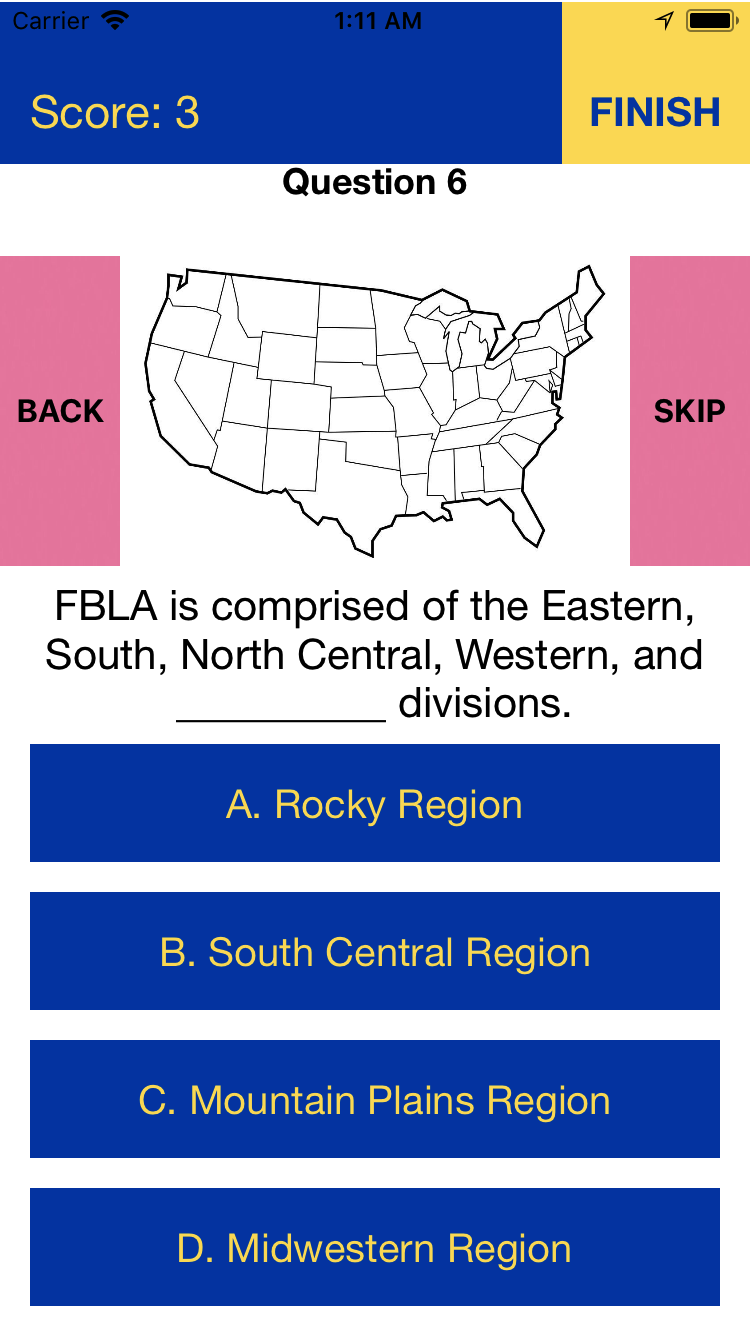 Carrier 1:11 AM
Score: 3 FINISH
Question 6
BACK SKIP
FBLA is comprised of the Eastern,
South, North Central, Western, and
__________ divisions.
A. Rocky Region
B. South Central Region
C. Mountain Plains Region
D. Midwestern Region